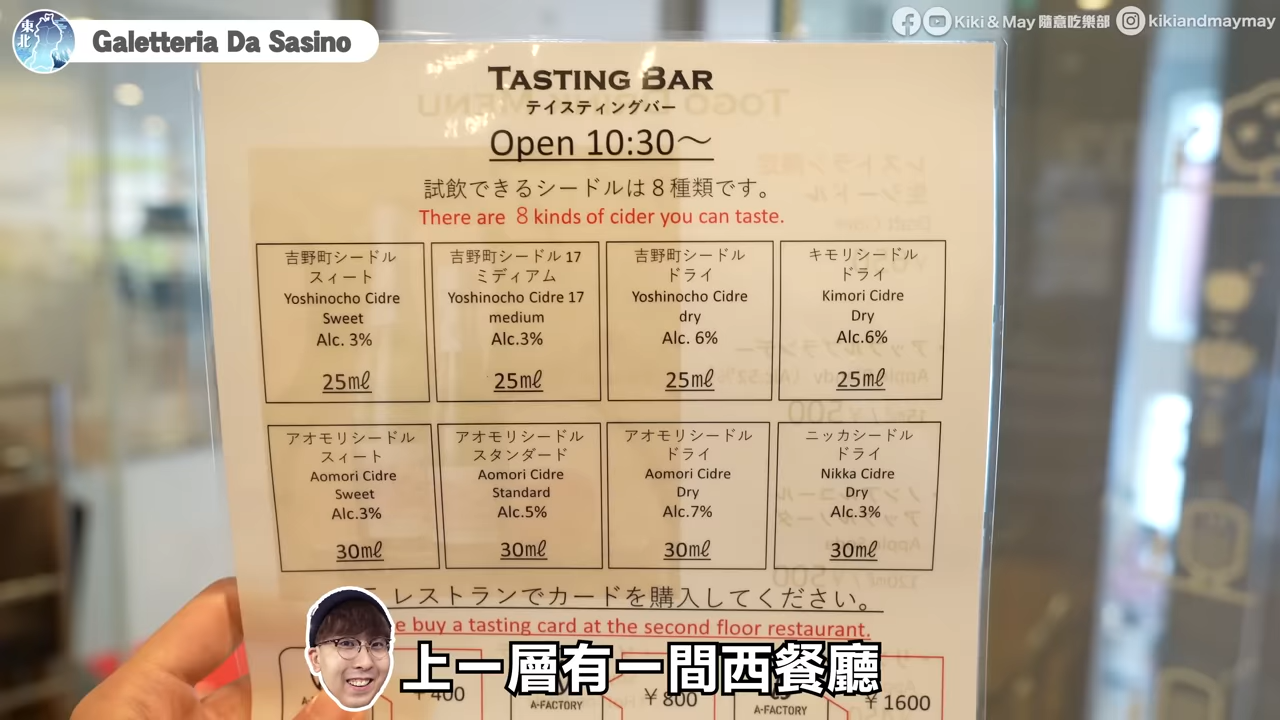 東北
Galetteria Da Sasino
Kiki & May 隨意吃樂部
kikiandmaymay
TASTING BAR
テイスティングバー
Open 10:30〜
試飲できるシードルは8種類です。
There are 8 kinds of cider you can taste.
吉野町シードル
スィート
Yoshinocho Cidre
Sweet
Alc. 3%
25㎖
吉野町シードル 17
ミディアム
Yoshinocho Cidre 17
medium
Alc.3%
25㎖
吉野町シードル
ドライ
Yoshinocho Cidre
dry
Alc. 6%
25㎖
キモリシードル
ドライ
Kimori Cidre
Dry
Alc.6%
25㎖
アオモリシードル
スィート
Aomori Cidre
Sweet
Alc.3%
30㎖
アオモリシードル
スタンダード
Aomori Cidre
Standard
Alc.5%
30㎖
アオモリシードル
ドライ
Aomori Cidre
Dry
Alc.7%
30㎖
ニッカシードル
ドライ
Nikka Cidre
Dry
Alc.3%
30㎖
レストランでカードを購入してください。
buy a tasting card at the second floor restaurant.
上一層有一間西餐廳
A-FACTORY
¥400
A-FACTORY
¥800
A-FACTORY
¥1600